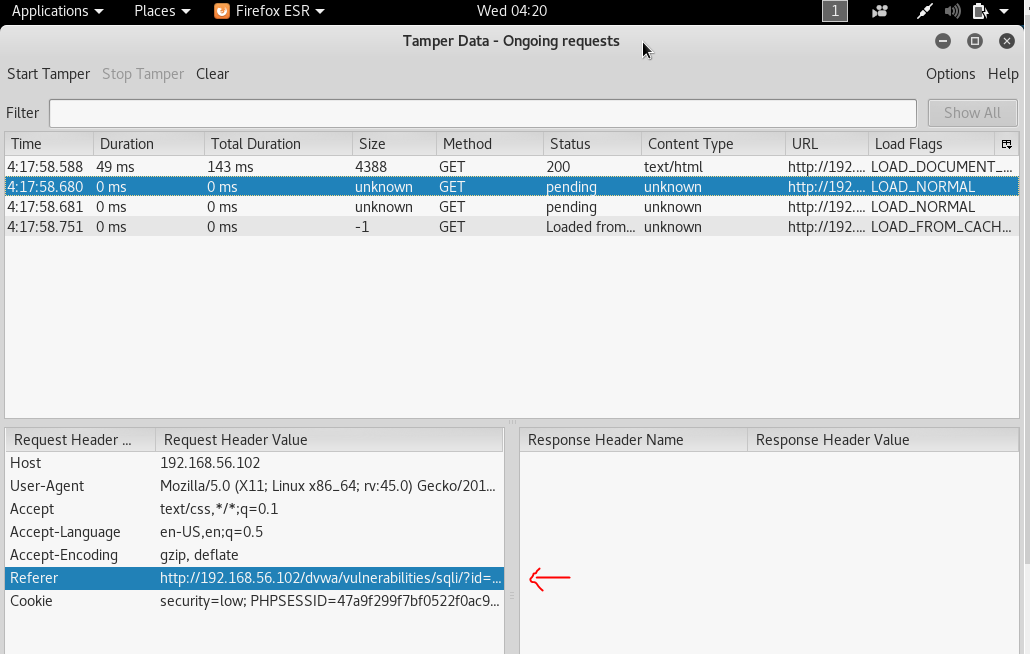 Applications Places Firefox ESR Wed 04:20 1
Tamper Data - Ongoing requests
Start Tamper Stop Tamper Clear Options Help
Filter Show All
Time Duration Total Duration Size Method Status Content Type URL Load Flags
4:17:58.588 49 ms 143 ms 4388 GET 200 text/html http://192.... LOAD_DOCUMENT_...
4:17:58.680 0 ms 0 ms unknown GET pending unknown http://192.... LOAD_NORMAL
4:17:58.681 0 ms 0 ms unknown GET pending unknown http://192.... LOAD_NORMAL
4:17:58.751 0 ms 0 ms -1 GET Loaded from... unknown http://192.... LOAD_FROM_CACH...
Request Header ... Request Header Value Response Header Name Response Header Value
Host 192.168.56.102
User-Agent Mozilla/5.0 (X11; Linux x86_64; rv:45.0) Gecko/201...
Accept text/css,*/*;q=0.1
Accept-Language en-US,en;q=0.5
Accept-Encoding gzip, deflate
Referer http://192.168.56.102/dvwa/vulnerabilities/sqli/?id=...
Cookie security=low; PHPSESSID=47a9f299f7bf0522f0ac9...